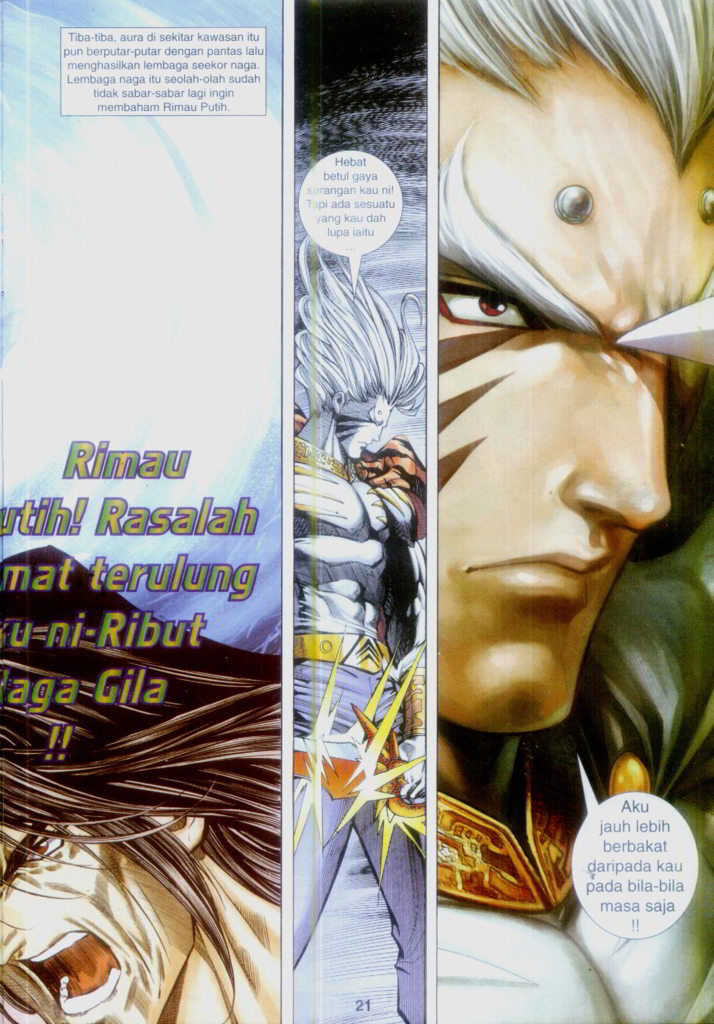 Tiba-tiba, aura di sekitar kawasan itu
pun berputar-putar dengan pantas lalu
menghasilkan lembaga seekor naga.
Lembaga naga itu seolah-olah sudah
tidak sabar-sabar lagi ingin
membaham Rimau Putih.
Rimau
utih! Rasalah
mat terulung
ku ni-Ribut
Naga Gila
!!
Hebat
betul gaya
serangan kau ni!
Tapi ada sesuatu
yang kau dah
lupa iaitu
...
Aku
jauh lebih
berbakat
daripada kau
pada bila-bila
masa saja
!!
21